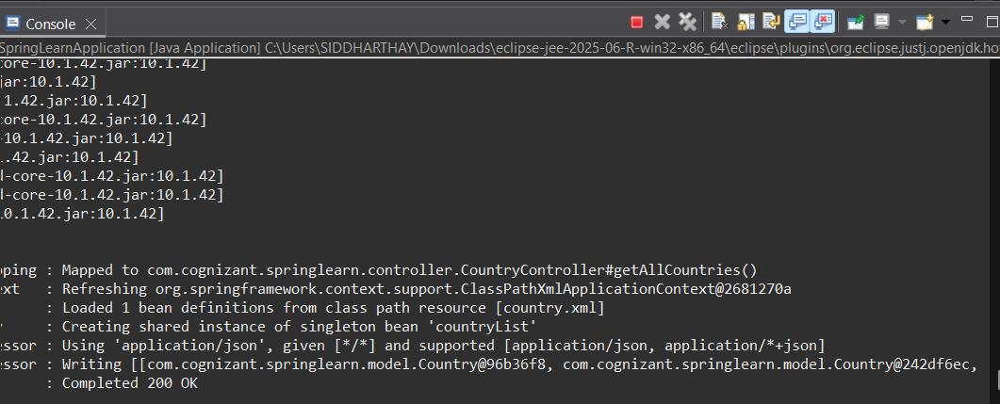 Console
SpringLearnApplication [Java Application] C:\Users\SIDDHARTHAY\Downloads\eclipse-jee-2025-06-R-win32-x86_64\eclipse\plugins\org.eclipse.justj.openjdk.ho
core-10.1.42.jar:10.1.42]
jar:10.1.42]
1.42.jar:10.1.42]
core-10.1.42.jar:10.1.42]
-10.1.42.jar:10.1.42]
.42.jar:10.1.42]
d-core-10.1.42.jar:10.1.42]
d-core-10.1.42.jar:10.1.42]
0.1.42.jar:10.1.42]
pping : Mapped to com.cognizant.springlearn.controller.CountryController#getAllCountries()
ext : Refreshing org.springframework.context.support.ClassPathXmlApplicationContext@2681270a
: Loaded 1 bean definitions from class path resource [country.xml]
: Creating shared instance of singleton bean 'countryList'
essor : Using 'application/json', given [*/*] and supported [application/json, application/*+json]
essor : Writing [[com.cognizant.springlearn.model.Country@96b36f8, com.cognizant.springlearn.model.Country@242df6ec,
: Completed 200 OK